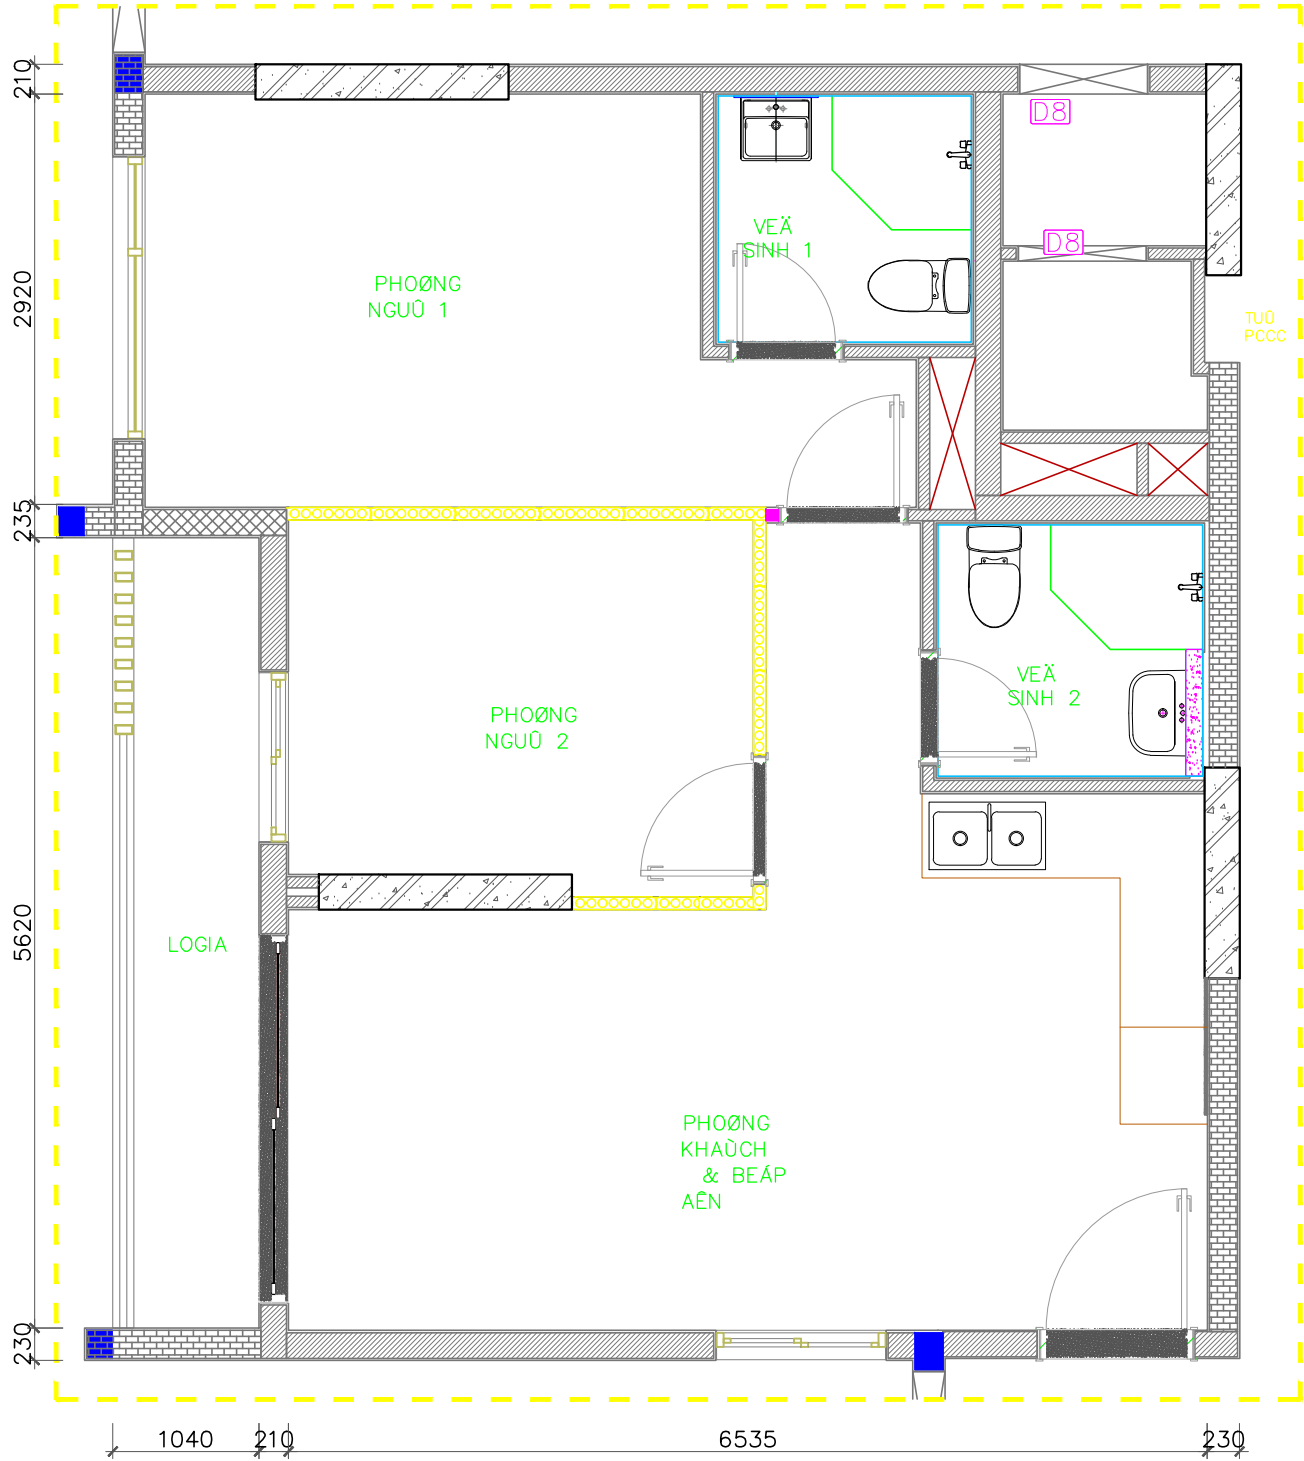 210
D8
VEÄ
SINH 1
D8
PHOØNG
NGUÛ 1
2920
TUÛ
PCCC
235
VEÄ
SINH 2
PHOØNG
NGUÛ 2
5620
LOGIA
PHOØNG
KHAÙCH
& BEÁP
AÊN
230
1040
210
6535
230